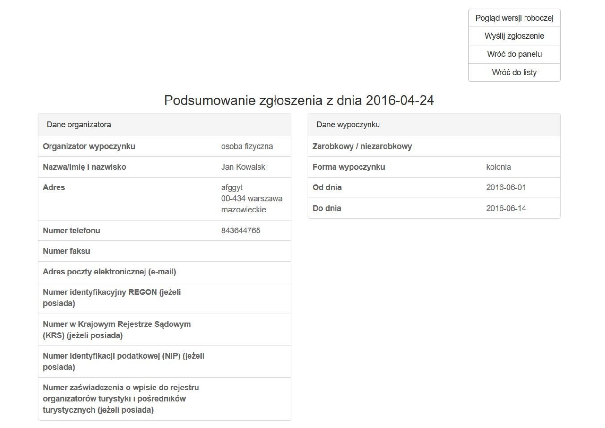 Pogląd wersji roboczej
Wyślij zgłoszenie
Wróć do panelu
Wróć do listy
Podsumowanie zgłoszenia z dnia 2016-04-24
Dane organizatora
Organizator wypoczynku osoba fizyczna
Nazwa/imię i nazwisko Jan Kowalsk
Adres afggyt
00-434 warszawa
mazowieckie
Numer telefonu 843644765
Numer faksu
Adres poczty elektronicznej (e-mail)
Numer identyfikacyjny REGON (jeżeli
posiada)
Numer w Krajowym Rejestrze Sądowym
(KRS) (jeżeli posiada)
Numer identyfikacji podatkowej (NIP) (jeżeli
posiada)
Numer zaświadczenia o wpisie do rejestru
organizatorów turystyki i pośredników
turystycznych (jeżeli posiada)
Dane wypoczynku
Zarobkowy / niezarobkowy
Forma wypoczynku kolonia
Od dnia 2016-06-01
Do dnia 2016-06-14